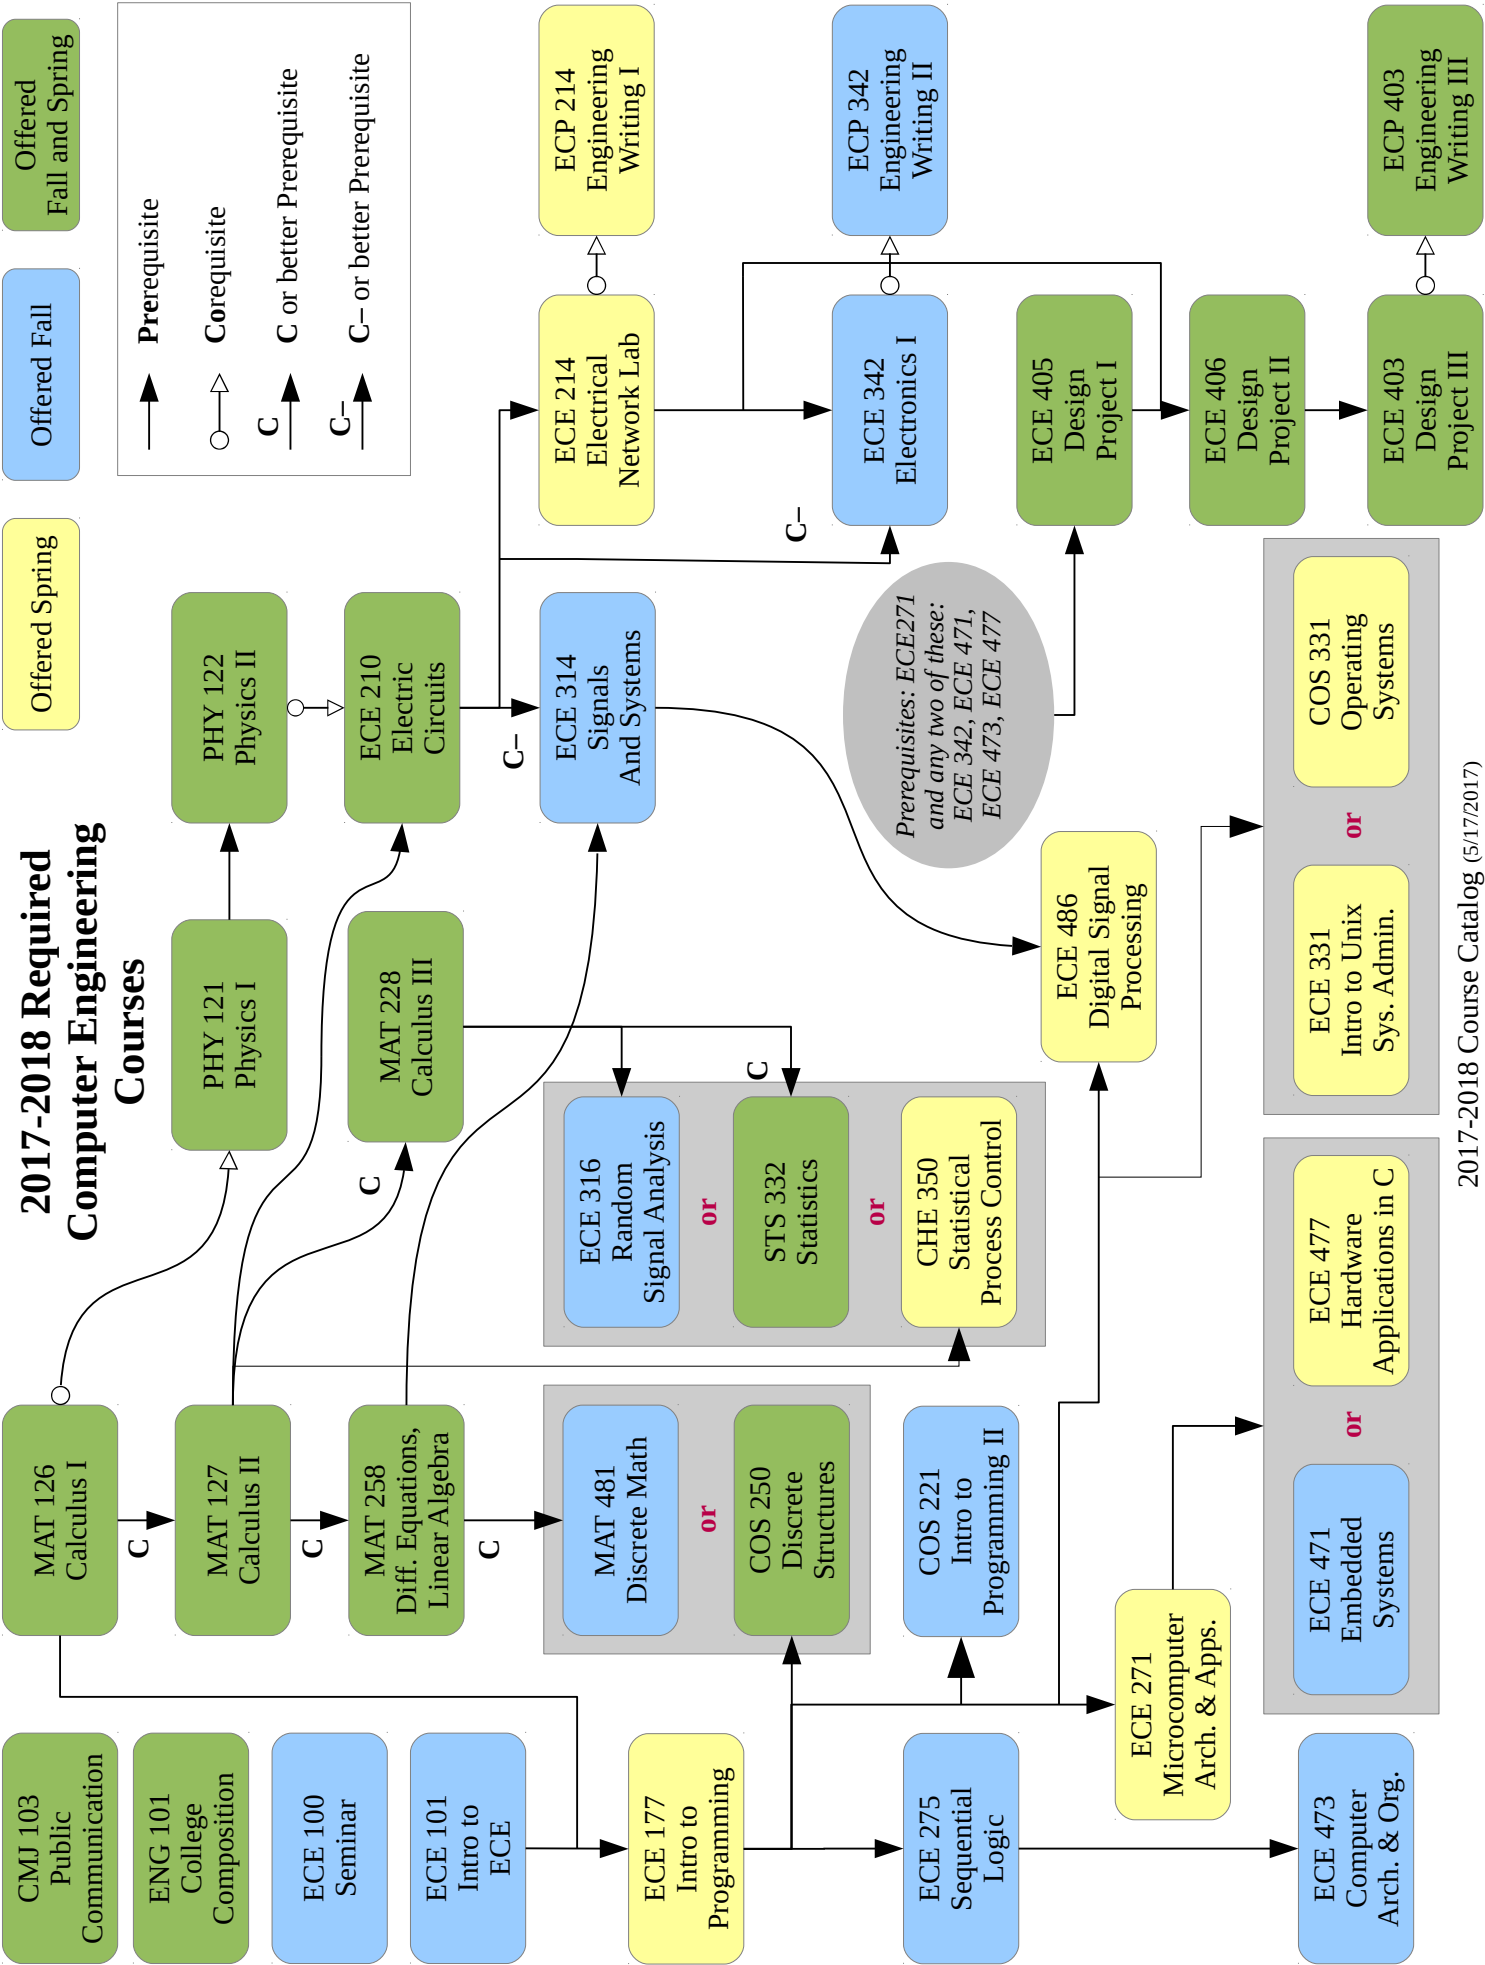 2017-2018 Required
Computer Engineering
Courses
Offered Spring
Offered Fall
Offered
Fall and Spring
Prerequisite
Corequisite
C
C or better Prerequisite
C–
C– or better Prerequisite
CMJ 103
Public
Communication
ENG 101
College
Composition
ECE 100
Seminar
ECE 101
Intro to
ECE
ECE 177
Intro to
Programming
ECE 275
Sequential
Logic
ECE 473
Computer
Arch. & Org.
MAT 126
Calculus I
C
MAT 127
Calculus II
C
MAT 258
Diff. Equations,
Linear Algebra
C
MAT 481
Discrete Math
or
COS 250
Discrete
Structures
COS 221
Intro to
Programming II
ECE 271
Microcomputer
Arch. & Apps.
ECE 471
Embedded
Systems
or
ECE 477
Hardware
Applications in C
PHY 121
Physics I
C
MAT 228
Calculus III
ECE 316
Random
Signal Analysis
or
C
STS 332
Statistics
or
CHE 350
Statistical
Process Control
ECE 486
Digital Signal
Processing
ECE 331
Intro to Unix
Sys. Admin.
or
COS 331
Operating
Systems
PHY 122
Physics II
ECE 210
Electric
Circuits
C–
ECE 314
Signals
And Systems
Prerequisites: ECE271
and any two of these:
ECE 342, ECE 471,
ECE 473, ECE 477
ECE 214
Electrical
Network Lab
C–
ECE 342
Electronics I
ECE 405
Design
Project I
ECE 406
Design
Project II
ECE 403
Design
Project III
ECP 214
Engineering
Writing I
ECP 342
Engineering
Writing II
ECP 403
Engineering
Writing III
2017-2018 Course Catalog (5/17/2017)